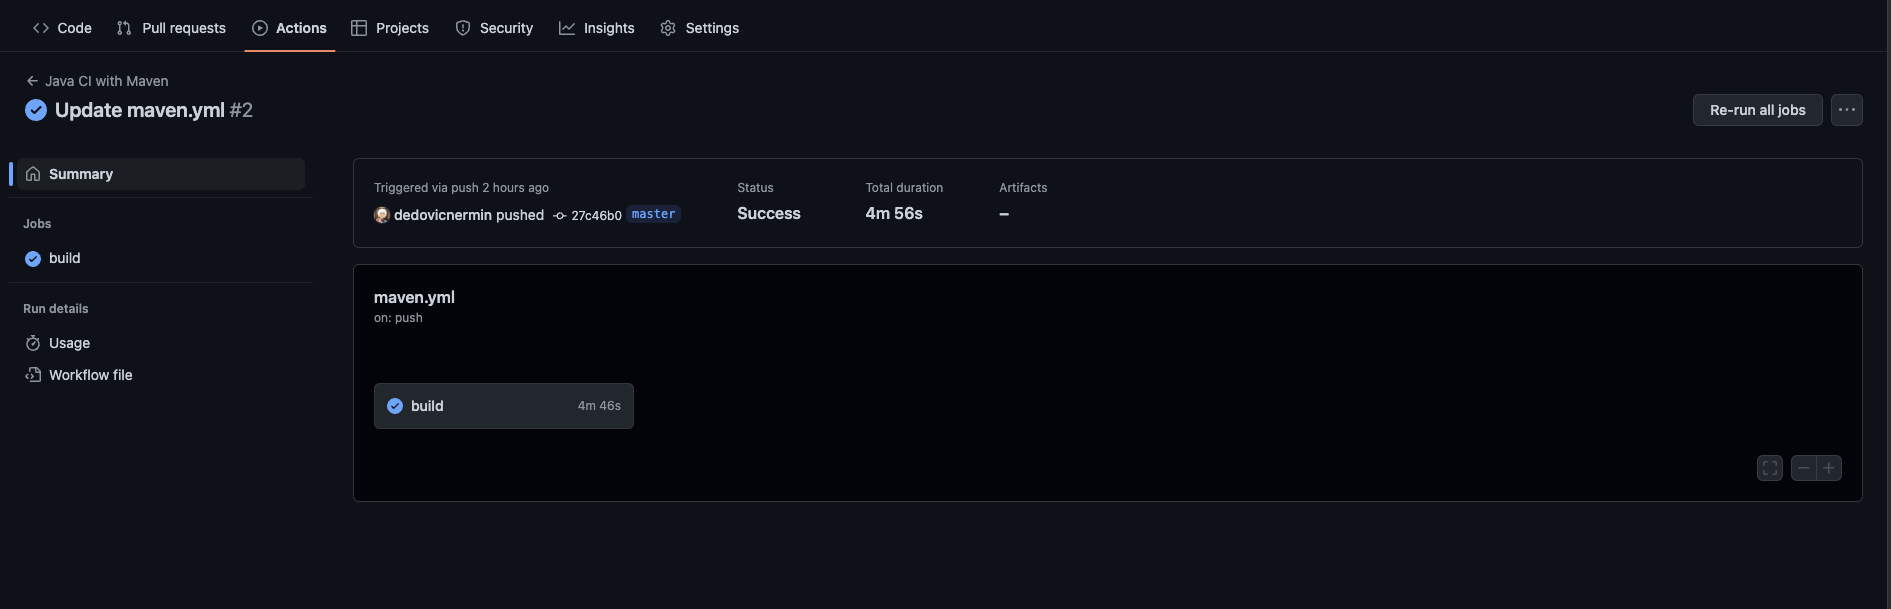 Code Pull requests Actions Projects Security Insights Settings
Java CI with Maven
Update maven.yml #2
Re-run all jobs
Summary
Jobs
build
Run details
Usage
Workflow file
Triggered via push 2 hours ago
dedovicnermin pushed 27c46b0 master
Status
Success
Total duration
4m 56s
Artifacts
–
maven.yml
on: push
build 4m 46s